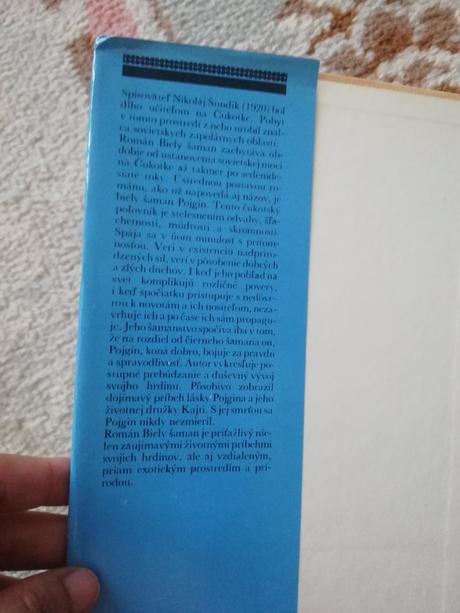 Spisovateľ Nikolaj Šundik (1920) bol
dlho učiteľom na Čukotke. Pobyt
v tomto prostredí z neho urobil znal-
ca sovietskych zapolárnych oblastí.
Román Biely šaman zachytáva ob-
dobie od ustanovenia sovietskej moci
na Čukotke až takmer po sedemde-
siate roky. Ústrednou postavou ro-
mánu, ako už napovedá aj názov, je
biely šaman Pojgin. Tento čukotský
poľovník je stelesnením odvahy, šľa-
chetnosti, múdrosti a skromnosti.
Spája sa v ňom minulosť s prítom-
nosťou. Verí v existenciu nadpriro-
dzených síl, verí v pôsobenie dobrých
a zlých duchov. I keď jeho pohľad na
svet komplikujú rozličné povery,
i keď spočiatku pristupuje s nedôve-
rou k novotám a ich nositeľom, neza-
vrhuje ich a po čase ich sám propagu-
je. Jeho šamanstvo spočíva iba v tom,
že na rozdiel od čierneho šamana on,
Pojgin, koná dobro, bojuje za pravdu
a spravodlivosť. Autor vykresľuje po-
stupné prebúdzanie a duševný vývoj
svojho hrdinu. Pôsobivo zobrazil
dojímavý príbeh lásky Pojgina a jeho
životnej družky Kajti. S jej smrťou sa
Pojgin nikdy nezmieril.
Román Biely šaman je príťažlivý nie-
len zaujímavými životnými príbehmi
svojich hrdinov, ale aj vzdialeným,
priam exotickým prostredím a prí-
rodou.